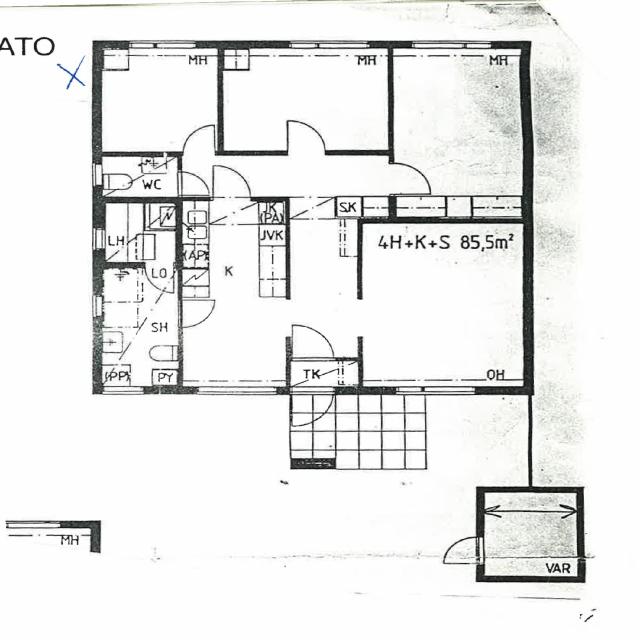 ATO
MH
MH
MH
WC
JK
(PA)
SK
LH
JVK
4H+K+S 85,5m²
(AP)
K
LO
SH
TK
OH
(PP)
PY
MH
VAR